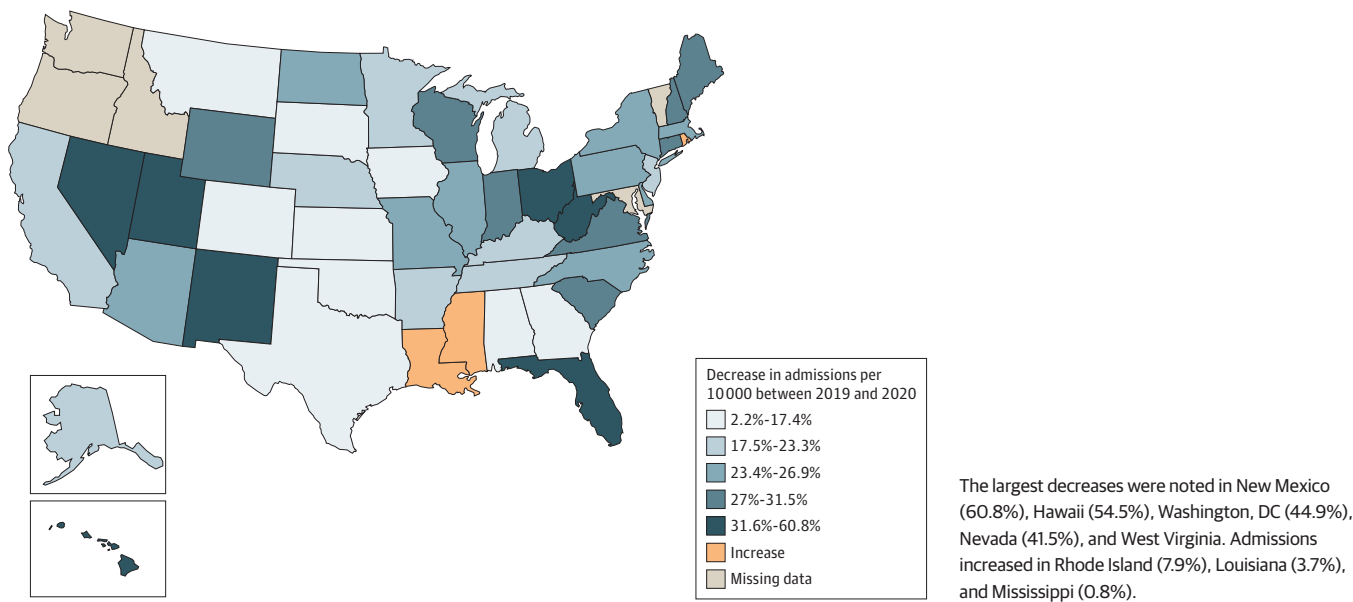 Decrease in admissions per
10 000 between 2019 and 2020
2.2%-17.4%
17.5%-23.3%
23.4%-26.9%
27%-31.5%
31.6%-60.8%
Increase
Missing data
The largest decreases were noted in New Mexico
(60.8%), Hawaii (54.5%), Washington, DC (44.9%),
Nevada (41.5%), and West Virginia. Admissions
increased in Rhode Island (7.9%), Louisiana (3.7%),
and Mississippi (0.8%).